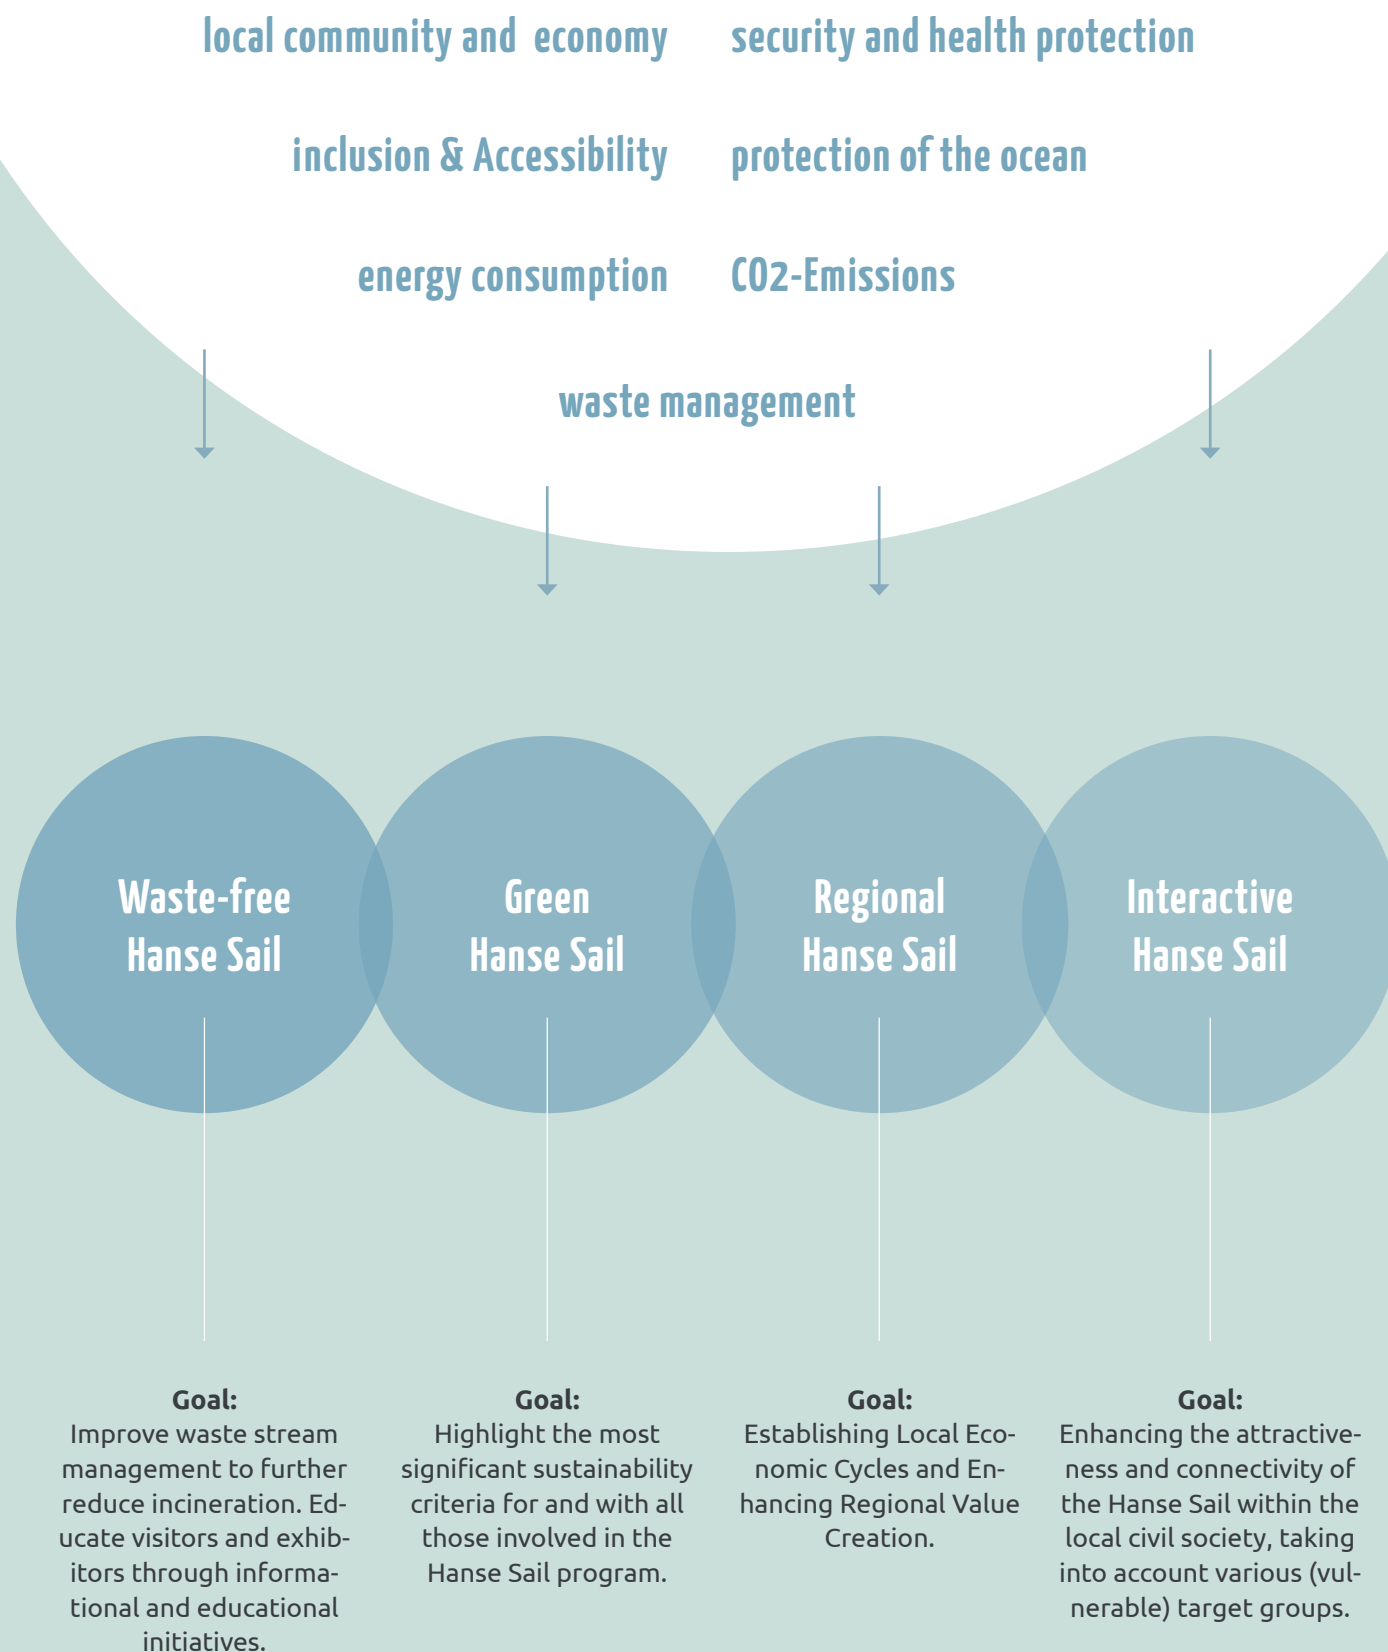 local community and economy
security and health protection
inclusion & Accessibility
protection of the ocean
energy consumption
CO2-Emissions
waste management
Waste-free
Hanse Sail
Green
Hanse Sail
Regional
Hanse Sail
Interactive
Hanse Sail
Goal:
Improve waste stream
management to further
reduce incineration. Ed-
ucate visitors and exhib-
itors through informa-
tional and educational
initiatives.
Goal:
Highlight the most
significant sustainability
criteria for and with all
those involved in the
Hanse Sail program.
Goal:
Establishing Local Eco-
nomic Cycles and En-
hancing Regional Value
Creation.
Goal:
Enhancing the attractive-
ness and connectivity of
the Hanse Sail within the
local civil society, taking
into account various (vul-
nerable) target groups.